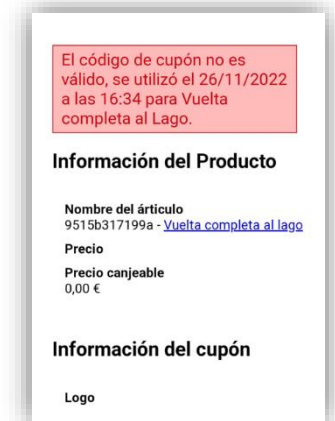 El código de cupón no es
válido, se utilizó el 26/11/2022
a las 16:34 para Vuelta
completa al Lago.
Información del Producto
Nombre del árticulo
9515b317199a - Vuelta completa al lago
Precio
Precio canjeable
0,00 €
Información del cupón
Logo